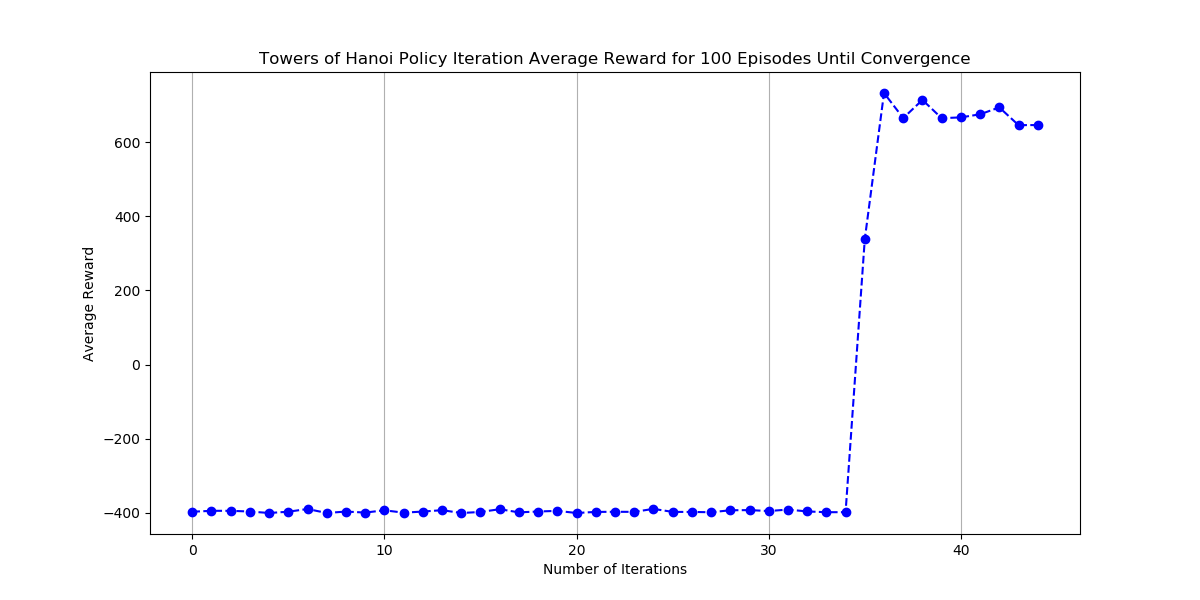 Towers of Hanoi Policy Iteration Average Reward for 100 Episodes Until Convergence
600
400
200
0
−200
−400
Average Reward
0 10 20 30 40
Number of Iterations